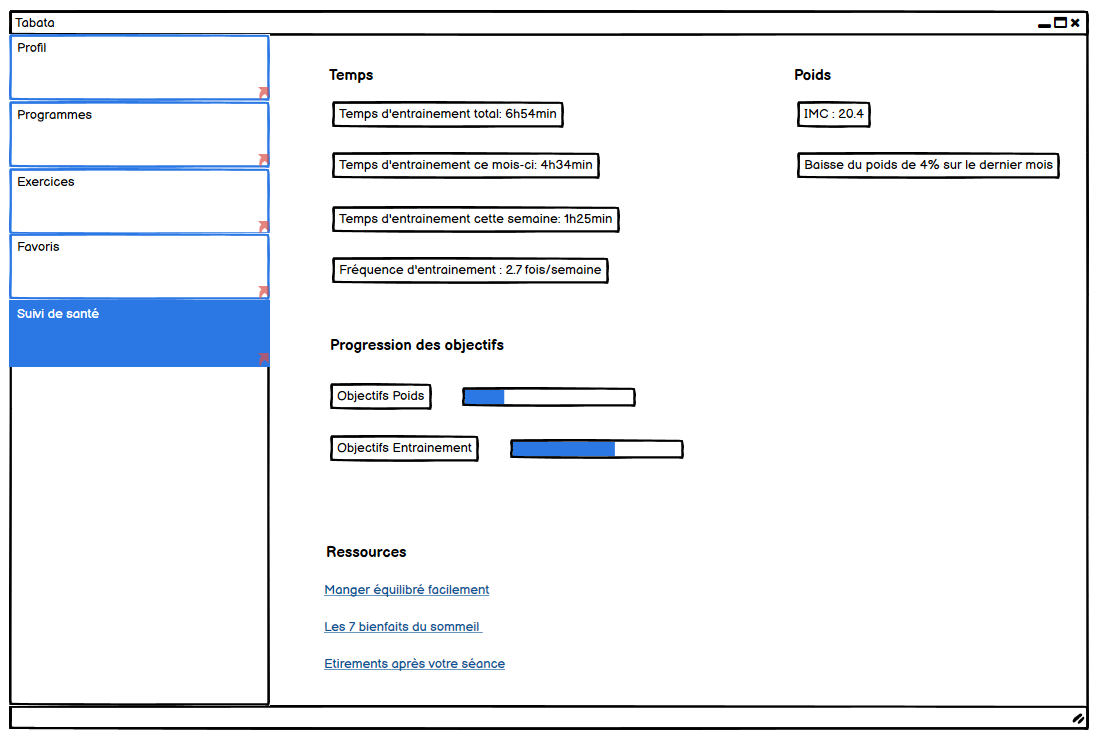 Tabata
Profil
Programmes
Exercices
Favoris
Suivi de santé
Temps
Temps d'entrainement total: 6h54min
Temps d'entrainement ce mois-ci: 4h34min
Temps d'entrainement cette semaine: 1h25min
Fréquence d'entrainement : 2.7 fois/semaine
Poids
IMC : 20.4
Baisse du poids de 4% sur le dernier mois
Progression des objectifs
Objectifs Poids
Objectifs Entrainement
Ressources
Manger équilibré facilement
Les 7 bienfaits du sommeil
Etirements après votre séance